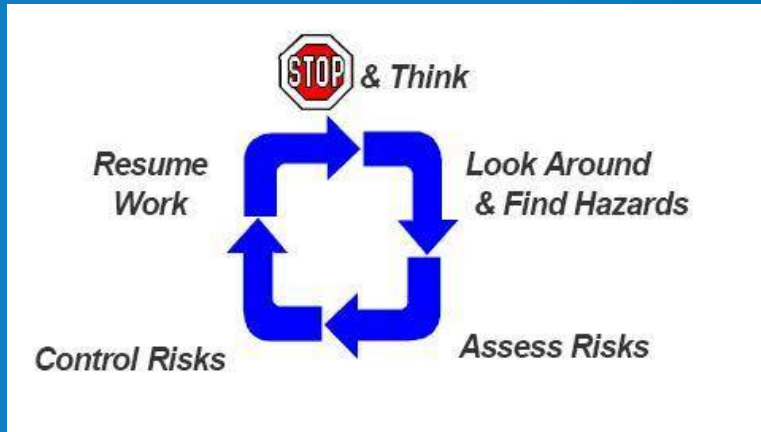 STOP & Think
Look Around
& Find Hazards
Assess Risks
Control Risks
Resume
Work